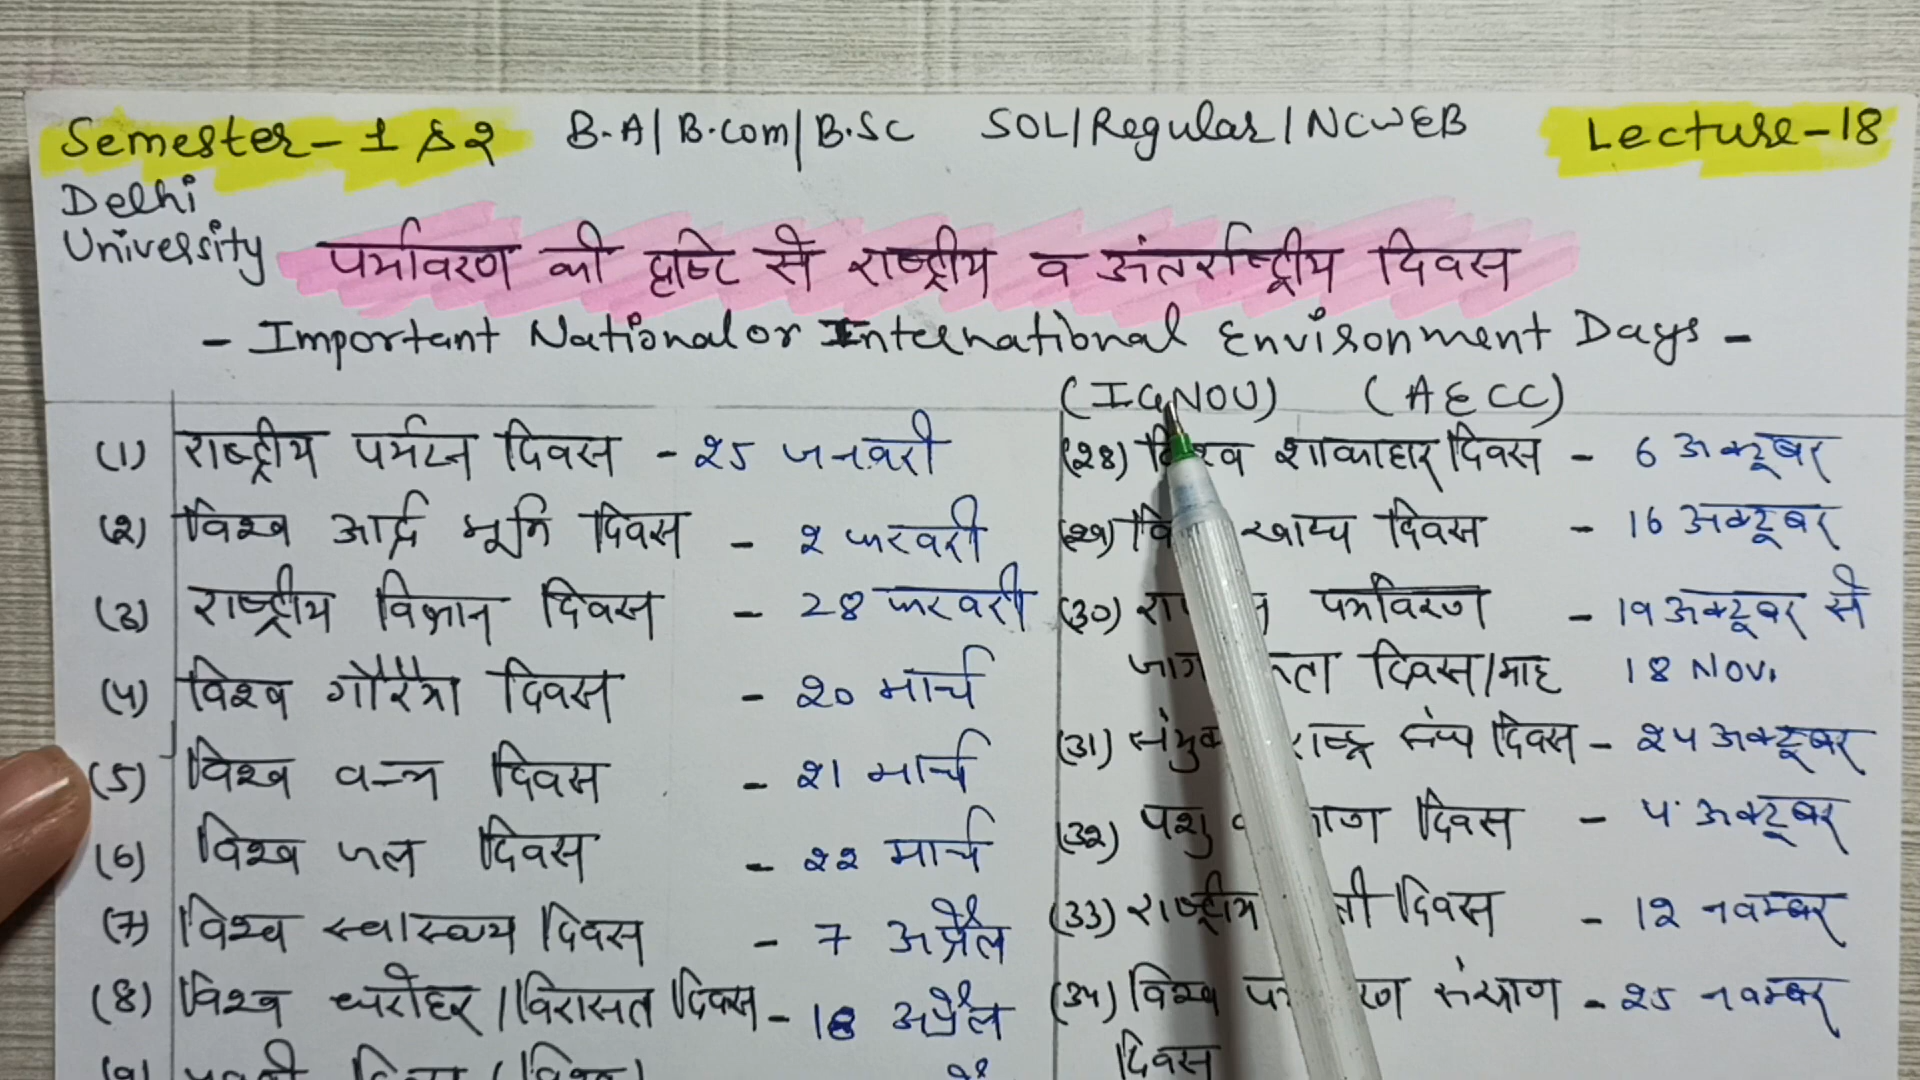 Semester-1 &2 B.A/B.com/B.SC SOL/Regular/NCWEB Lecture-18
Delhi
University
पर्यावरण की दृष्टि से राष्ट्रीय व अंतर्राष्ट्रीय दिवस
- Important National or International Environment Days -
(IGNOU) (AECC)
(1) राष्ट्रीय पर्यटन दिवस - 25 जनवरी
(2) विश्व आर्द्र भूमि दिवस - 2 फरवरी
(3) राष्ट्रीय विज्ञान दिवस - 28 फरवरी
(4) विश्व गौरैया दिवस - 20 मार्च
(5) विश्व वन्य दिवस - 21 मार्च
(6) विश्व जल दिवस - 22 मार्च
(7) विश्व स्वास्थ्य दिवस - 7 अप्रैल
(8) विश्व धरोहर/विरासत दिवस - 18 अप्रैल
(28) विश्व शाकाहार दिवस - 6 अक्टूबर
(29) खाद्य दिवस - 16 अक्टूबर
(30) पर्यावरण - 19 अक्टूबर से
दिवस/माह 18 Nov.
(31) राष्ट्र संघ दिवस - 24 अक्टूबर
(32) पशु दिवस - 4 अक्टूबर
(33) राष्ट्रीय दिवस - 12 नवम्बर
(34) विश्व संरक्षण - 25 नवम्बर
दिवस